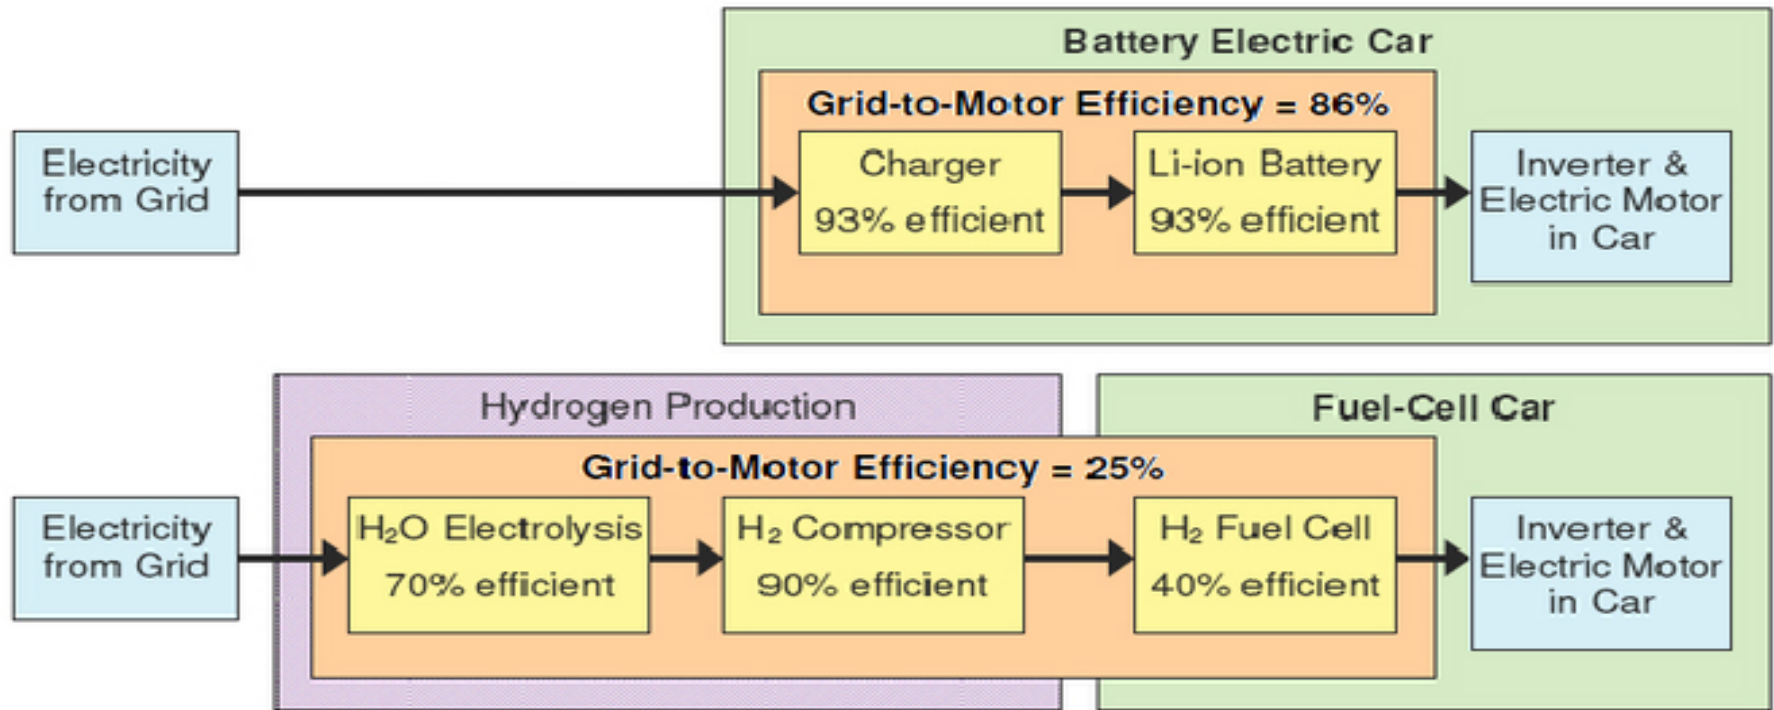 Battery Electric Car
Grid-to-Motor Efficiency = 86%
Electricity
from Grid
Charger
93% efficient
Li-ion Battery
93% efficient
Inverter &
Electric Motor
in Car
Hydrogen Production
Fuel-Cell Car
Grid-to-Motor Efficiency = 25%
Electricity
from Grid
H₂O Electrolysis
70% efficient
H₂ Compressor
90% efficient
H₂ Fuel Cell
40% efficient
Inverter &
Electric Motor
in Car